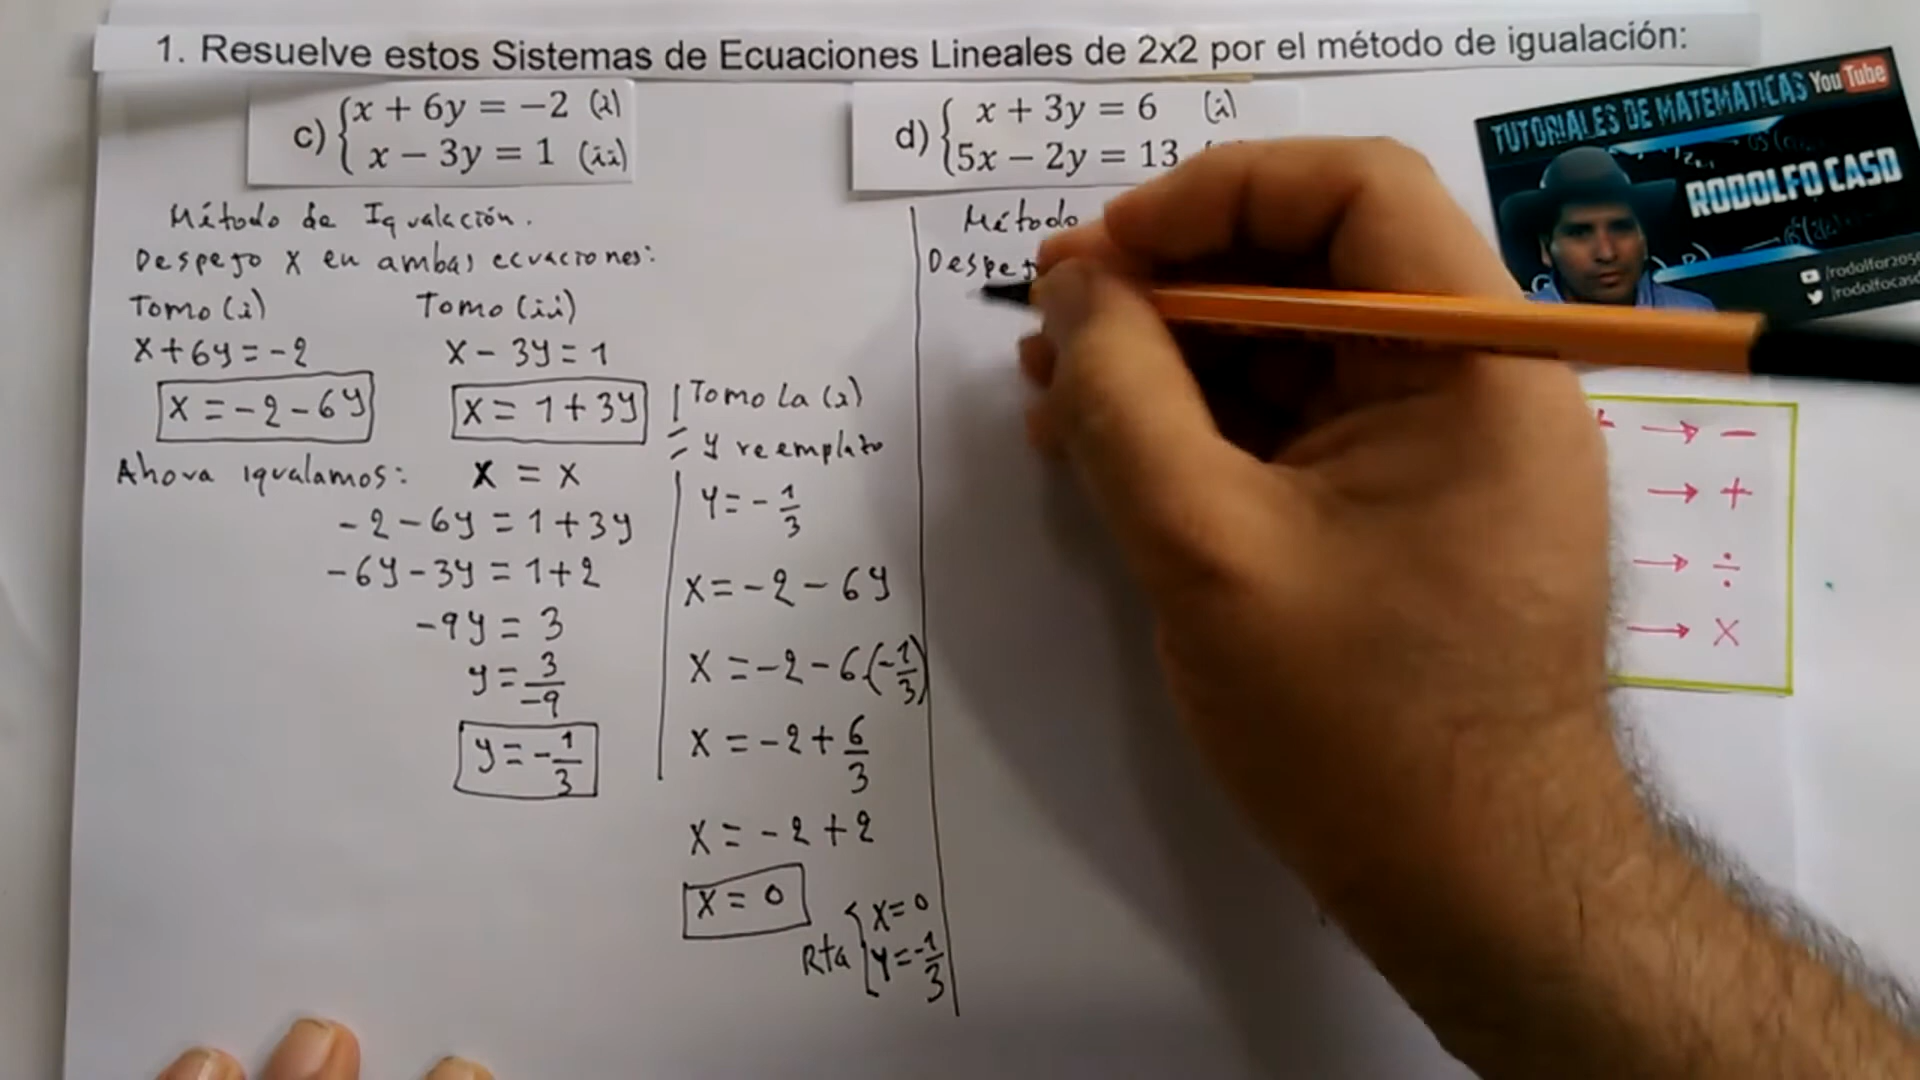 1. Resuelve estos Sistemas de Ecuaciones Lineales de 2x2 por el método de igualación:
c) { x + 6y = −2 (i)
x − 3y = 1 (ii)
Método de Igualación.
Despejo x en ambas ecuaciones:
Tomo (i)
x+6y=-2
x=-2-6y
Tomo (ii)
x-3y=1
x=1+3y
Ahora igualamos: x = x
-2-6y=1+3y
-6y-3y=1+2
-9y=3
y=3/-9
y=-1/3
Tomo la (i)
y reemplazo
y=-1/3
x=-2-6y
x=-2-6.(-1/3)
x=-2+6/3
x=-2+2
x=0
Rta { x=0
y=-1/3
d) { x + 3y = 6 (i)
5x − 2y = 13
Método
Despej
TUTORIALES DE MATEMATICAS YouTube
RODOLFO CASO
→ −
→ +
→ ÷
→ ×